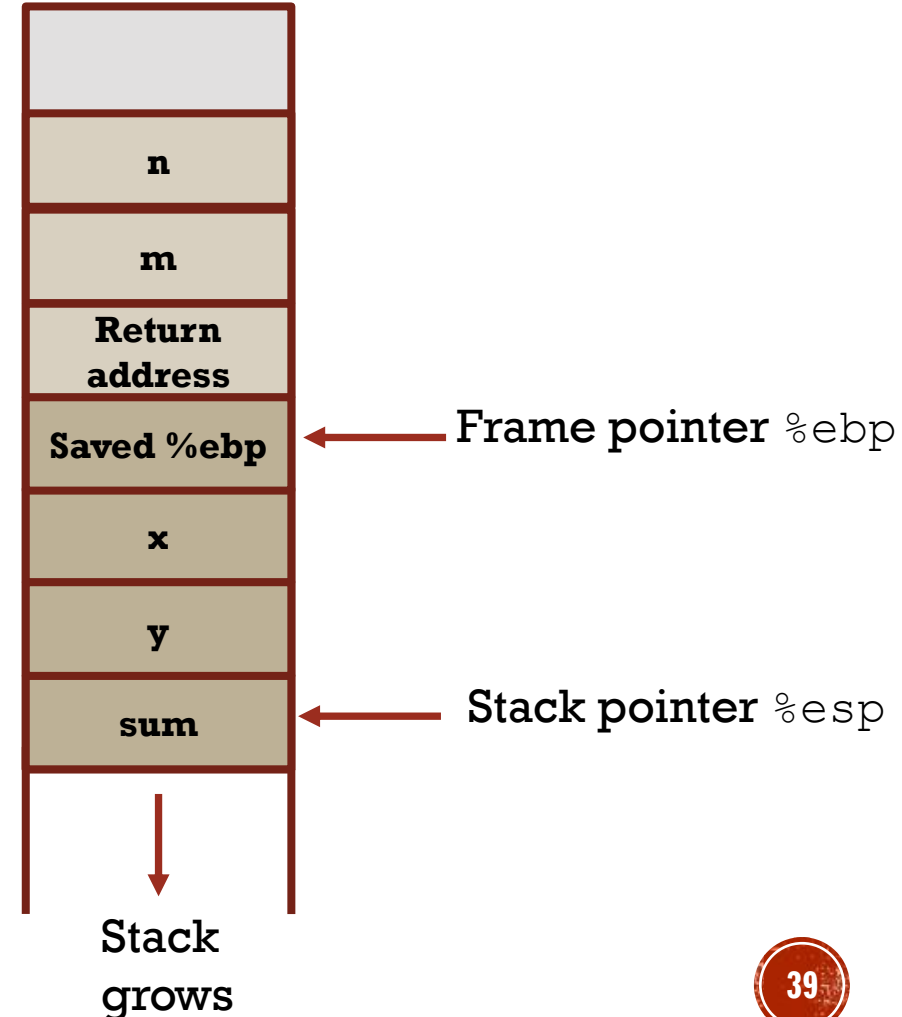 n
m
Return
address
Saved %ebp
Frame pointer %ebp
x
y
sum
Stack pointer %esp
Stack
grows
39